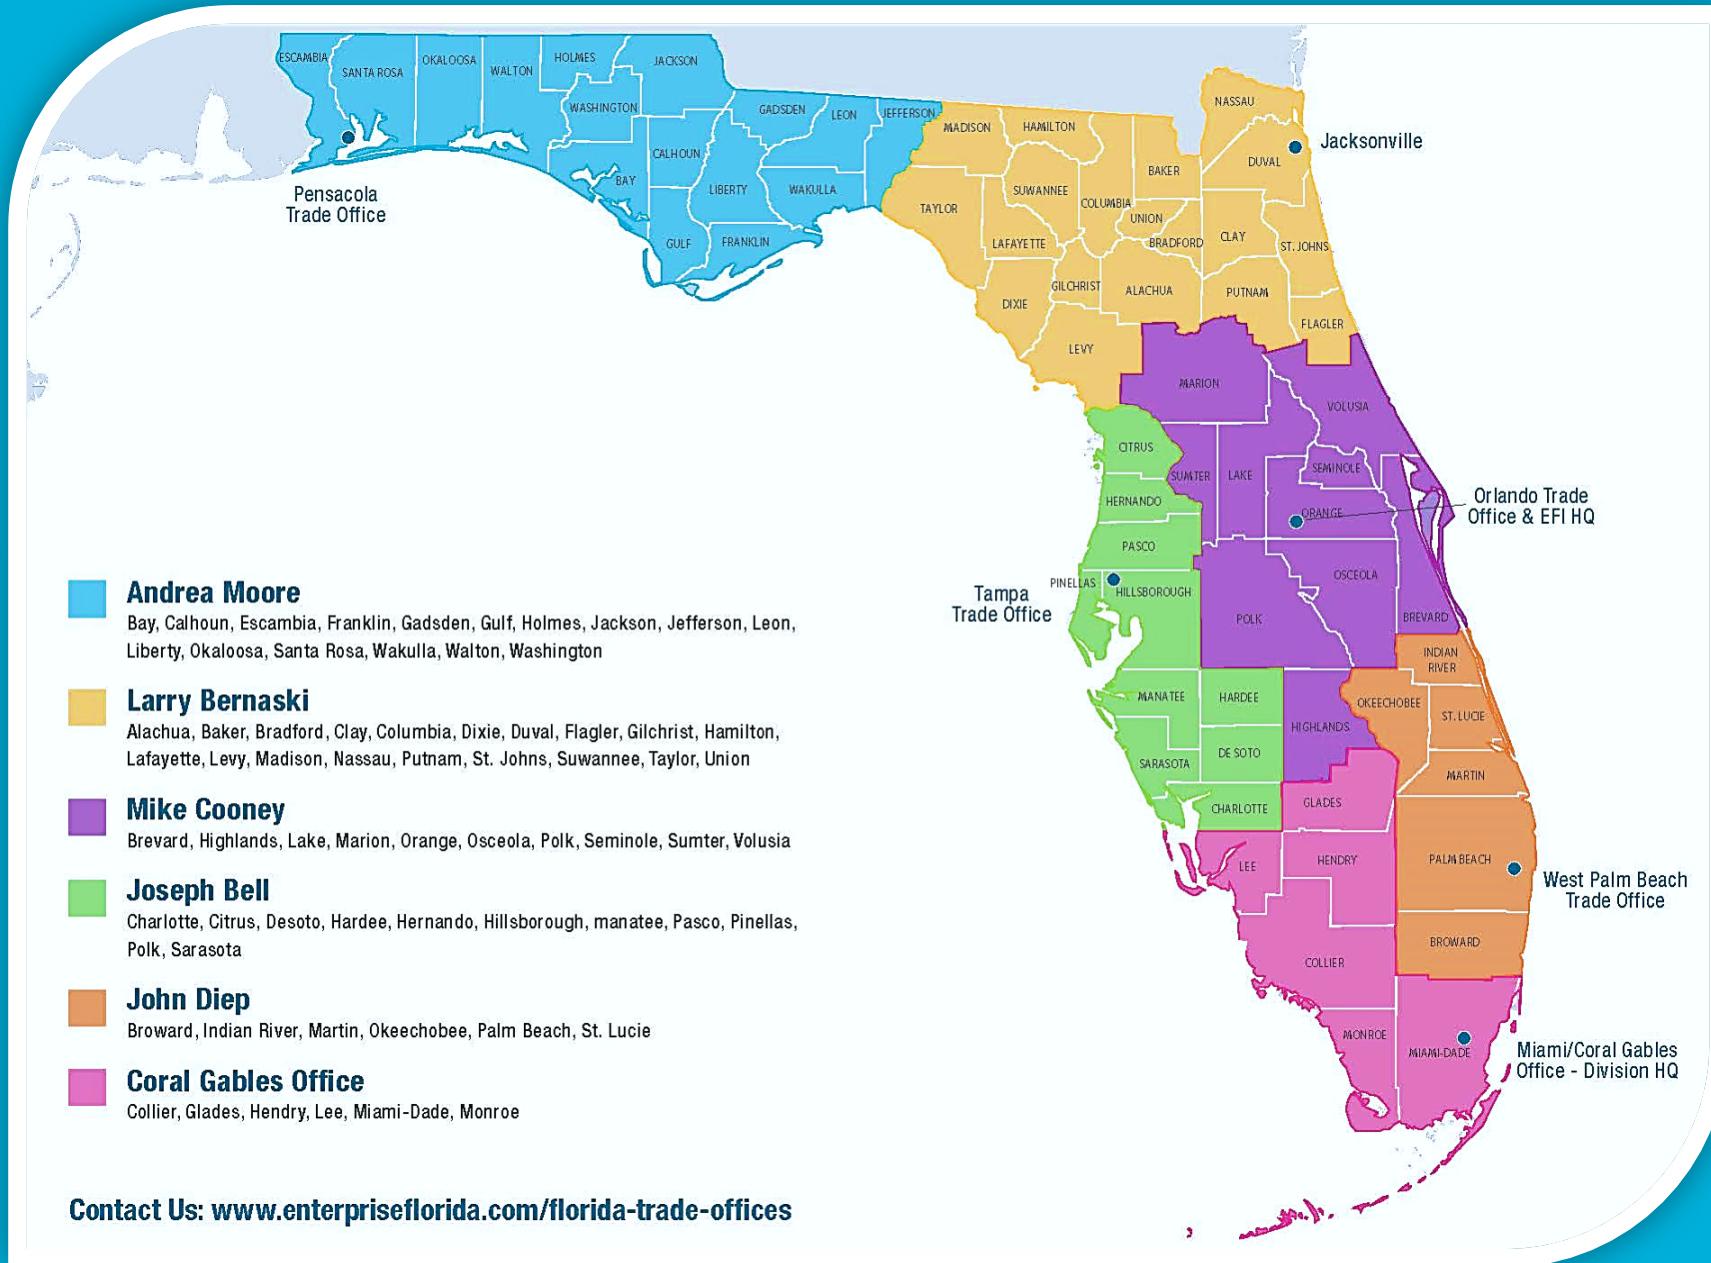 ESCAMBIA
SANTA ROSA
OKALOOSA
WALTON
HOLMES
JACKSON
WASHINGTON
GADSDEN
LEON
JEFFERSON
CALHOUN
BAY
LIBERTY
WAKULLA
GULF
FRANKLIN
Pensacola
Trade Office
MADISON
HAMILTON
NASSAU
Jacksonville
DUVAL
BAKER
SUWANNEE
COLUMBIA
TAYLOR
UNION
LAFAYETTE
BRADFORD
CLAY
ST. JOHNS
DIXIE
GILCHRIST
ALACHUA
PUTNAM
FLAGLER
LEVY
MARION
VOLUSIA
CITRUS
SUMTER
LAKE
SEMINOLE
HERNANDO
ORANGE
Orlando Trade
Office & EFI HQ
PASCO
OSCEOLA
PINELLAS
HILLSBOROUGH
Tampa
Trade Office
POLK
BREVARD
INDIAN
RIVER
MANATEE
HARDEE
OKEECHOBEE
ST. LUCIE
HIGHLANDS
SARASOTA
DE SOTO
MARTIN
CHARLOTTE
GLADES
LEE
HENDRY
PALM BEACH
West Palm Beach
Trade Office
BROWARD
COLLIER
MONROE
MIAMI-DADE
Miami/Coral Gables
Office - Division HQ
Andrea Moore
Bay, Calhoun, Escambia, Franklin, Gadsden, Gulf, Holmes, Jackson, Jefferson, Leon,
Liberty, Okaloosa, Santa Rosa, Wakulla, Walton, Washington
Larry Bernaski
Alachua, Baker, Bradford, Clay, Columbia, Dixie, Duval, Flagler, Gilchrist, Hamilton,
Lafayette, Levy, Madison, Nassau, Putnam, St. Johns, Suwannee, Taylor, Union
Mike Cooney
Brevard, Highlands, Lake, Marion, Orange, Osceola, Polk, Seminole, Sumter, Volusia
Joseph Bell
Charlotte, Citrus, Desoto, Hardee, Hernando, Hillsborough, manatee, Pasco, Pinellas,
Polk, Sarasota
John Diep
Broward, Indian River, Martin, Okeechobee, Palm Beach, St. Lucie
Coral Gables Office
Collier, Glades, Hendry, Lee, Miami-Dade, Monroe
Contact Us: www.enterpriseflorida.com/florida-trade-offices